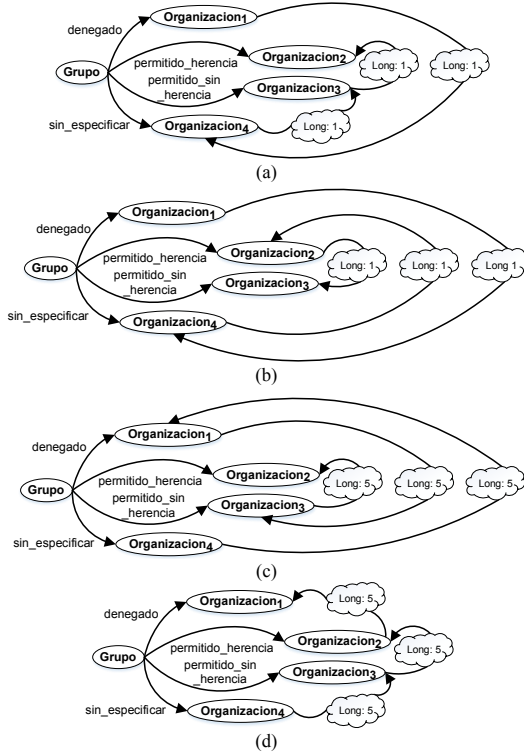 denegado
Organizacion1
Grupo
permitido_herencia
Organizacion2
Long: 1
Long: 1
permitido_sin
_herencia
Organizacion3
sin_especificar
Organizacion4
Long: 1
(a)
denegado
Organizacion1
Grupo
permitido_herencia
Organizacion2
Long: 1
Long: 1
Long 1
permitido_sin
_herencia
Organizacion3
sin_especificar
Organizacion4
(b)
denegado
Organizacion1
Grupo
permitido_herencia
Organizacion2
Long: 5
Long: 5
Long: 5
permitido_sin
_herencia
Organizacion3
sin_especificar
Organizacion4
(c)
denegado
Organizacion1
Long: 5
Grupo
permitido_herencia
Organizacion2
Long: 5
permitido_sin
_herencia
Organizacion3
sin_especificar
Organizacion4
Long: 5
(d)